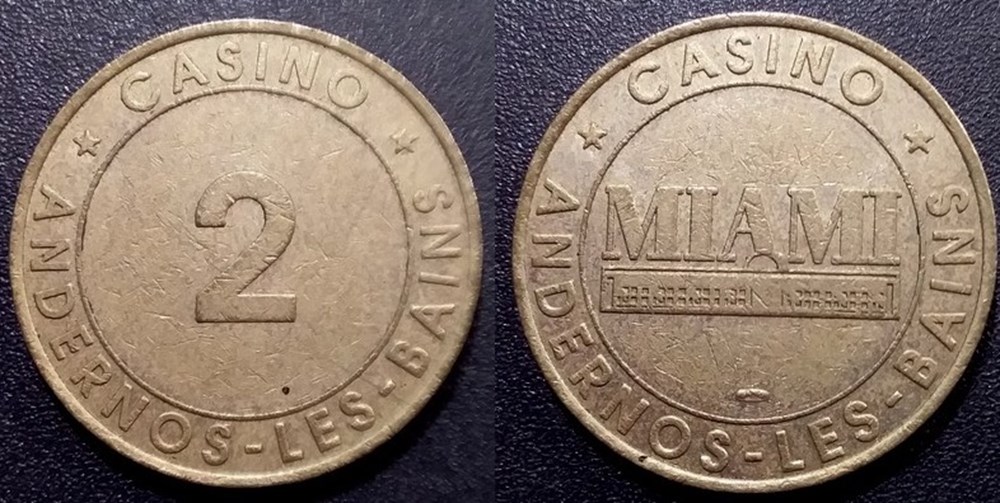 CASINO
2
ANDERNOS-LES-BAINS
CASINO
MIAMI
ANDERNOS-LES-BAINS